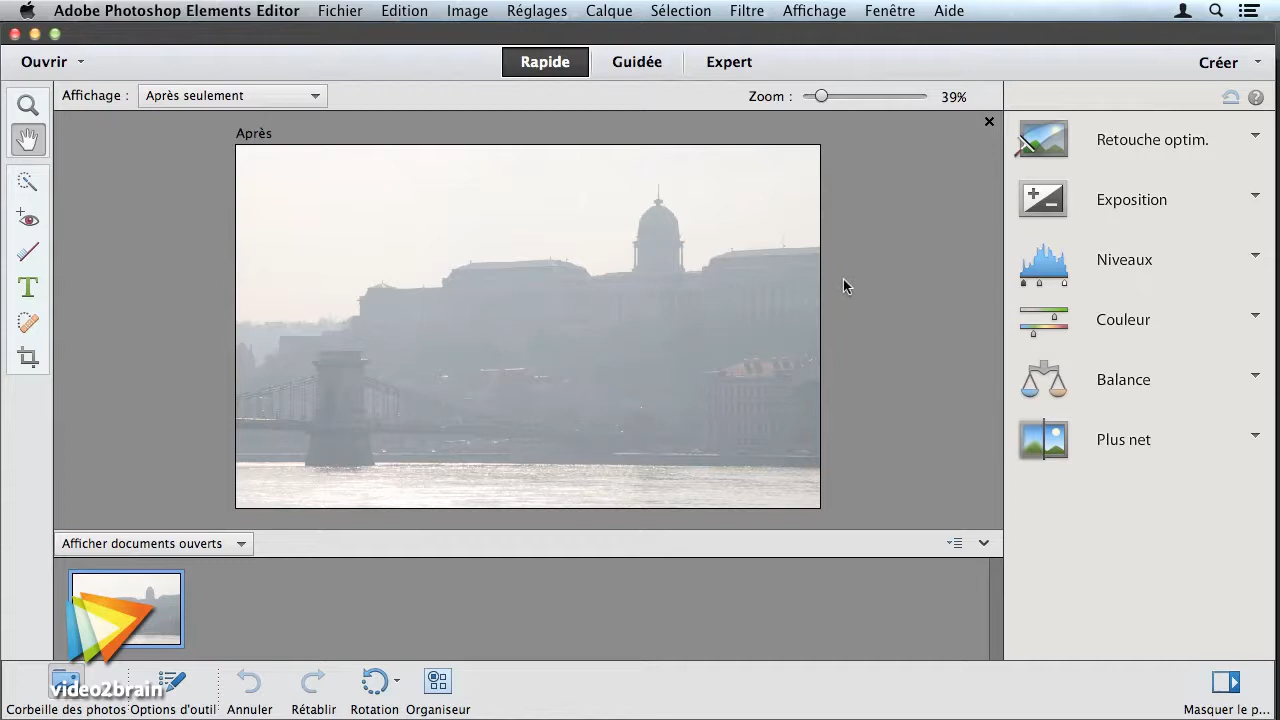 Adobe Photoshop Elements Editor Fichier Edition Image Réglages Calque Sélection Filtre Affichage Fenêtre Aide
Ouvrir Rapide Guidée Expert Créer
Affichage : Après seulement Zoom : 39%
Après
Retouche optim.
Exposition
Niveaux
Couleur
Balance
Plus net
Afficher documents ouverts
video2brain
Corbeille des photos Options d'outil Annuler Rétablir Rotation Organiseur Masquer le p...